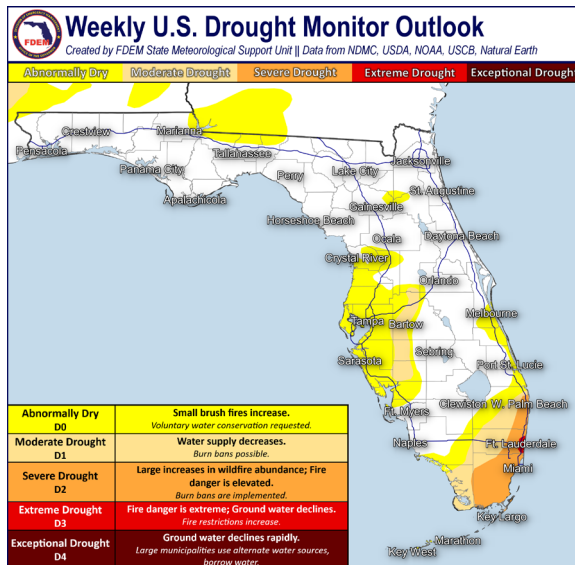 FDEM
Weekly U.S. Drought Monitor Outlook
Created by FDEM State Meteorological Support Unit || Data from NDMC, USDA, NOAA, USCB, Natural Earth
Abnormally Dry Moderate Drought Severe Drought Extreme Drought Exceptional Drought
Crestview
Marianna
Pensacola
Tallahassee
Jacksonville
Panama City
Lake City
Perry
St. Augustine
Apalachicola
Gainesville
Horseshoe Beach
Ocala
Daytona Beach
Crystal River
Orlando
Melbourne
Tampa
Bartow
Sebring
Sarasota
Port St. Lucie
Clewiston
W. Palm Beach
Ft. Myers
Naples
Ft. Lauderdale
Miami
Key Largo
Marathon
Key West
Abnormally Dry
D0
Small brush fires increase.
Voluntary water conservation requested.
Moderate Drought
D1
Water supply decreases.
Burn bans possible.
Severe Drought
D2
Large increases in wildfire abundance; Fire
danger is elevated.
Burn bans are implemented.
Extreme Drought
D3
Fire danger is extreme; Ground water declines.
Fire restrictions increase.
Exceptional Drought
D4
Ground water declines rapidly.
Large municipalities use alternate water sources,
borrow water.